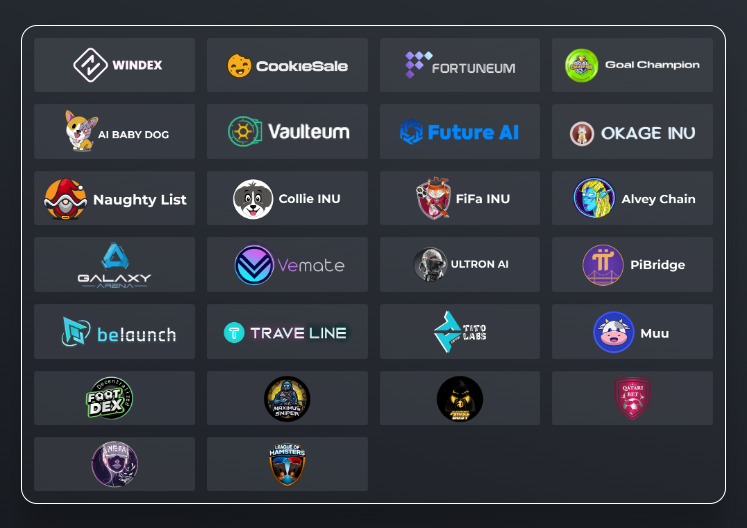 WINDEX
CookieSale
FORTUNEUM
Goal Champion
AI BABY DOG
Vaulteum
Future AI
OKAGE INU
Naughty List
Collie INU
FiFa INU
Alvey Chain
GALAXY
ARENA
Vemate
ULTRON AI
PiBridge
belaunch
TRAVE LINE
TITO
LABS
Muu
Decentralized
FOOT
DEX
MAXIMUS
SNIPER
QATARI
BET
LEAGUE OF
HAMSTERS